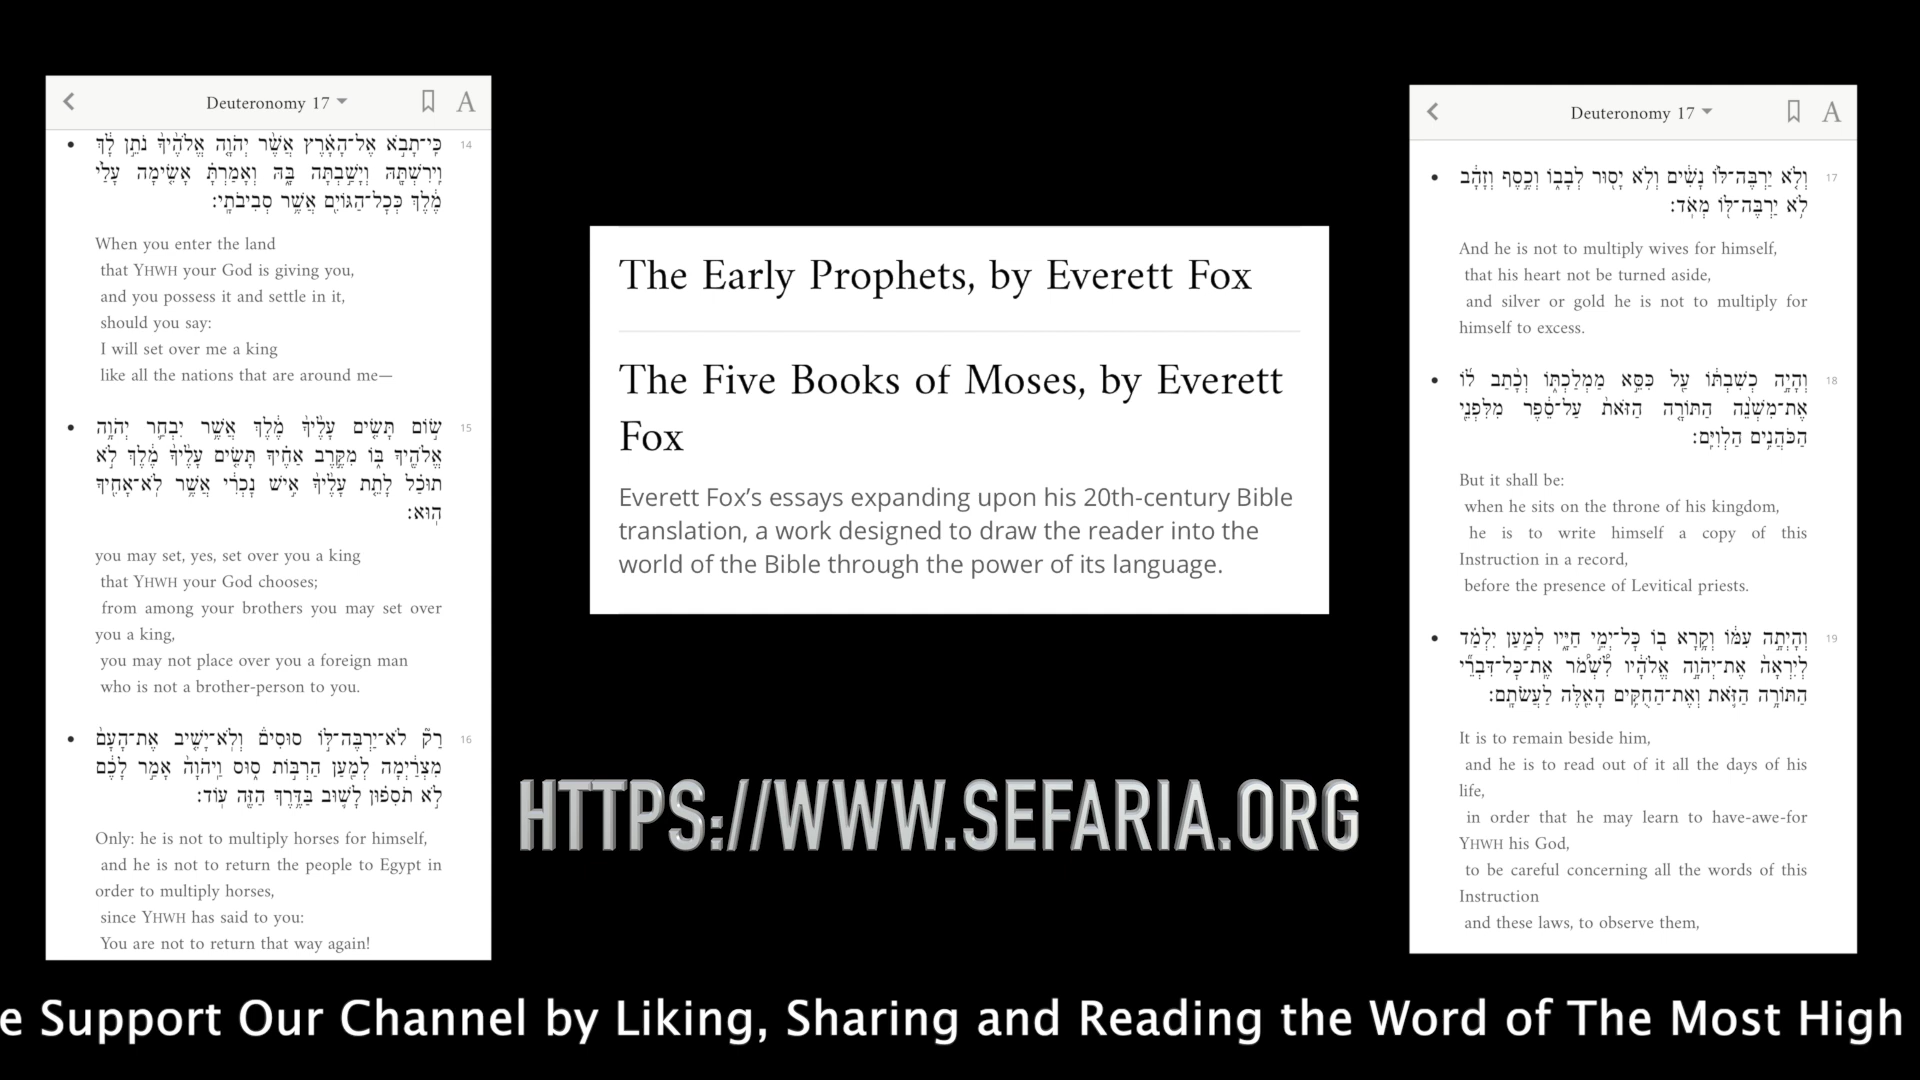 Deuteronomy 17
A
כִּֽי־תָבֹ֣א אֶל־הָאָ֗רֶץ אֲשֶׁ֨ר יְהֹוָ֤ה אֱלֹהֶ֙יךָ֙ נֹתֵ֣ן לָ֔ךְ
וִֽירִשְׁתָּ֖הּ וְיָשַׁ֣בְתָּה בָּ֑הּ וְאָמַרְתָּ֗ אָשִׂ֤ימָה עָלַי֙
מֶ֔לֶךְ כְּכׇל־הַגּוֹיִ֖ם אֲשֶׁ֥ר סְבִיבֹתָֽי׃
14
When you enter the land
that YHWH your God is giving you,
and you possess it and settle in it,
should you say:
I will set over me a king
like all the nations that are around me—
שׂ֣וֹם תָּשִׂ֤ים עָלֶ֙יךָ֙ מֶ֔לֶךְ אֲשֶׁ֥ר יִבְחַ֛ר יְהֹוָ֥ה
אֱלֹהֶ֖יךָ בּ֑וֹ מִקֶּ֣רֶב אַחֶ֗יךָ תָּשִׂ֤ים עָלֶ֙יךָ֙ מֶ֔לֶךְ לֹ֣א
תוּכַ֗ל לָתֵ֤ת עָלֶ֙יךָ֙ אִ֣ישׁ נׇכְרִ֔י אֲשֶׁ֥ר לֹֽא־אָחִ֖יךָ
הֽוּא׃
15
you may set, yes, set over you a king
that YHWH your God chooses;
from among your brothers you may set over
you a king,
you may not place over you a foreign man
who is not a brother-person to you.
רַק֮ לֹא־יַרְבֶּה־לּ֣וֹ סוּסִים֒ וְלֹֽא־יָשִׁ֤יב אֶת־הָעָם֙
מִצְרַ֔יְמָה לְמַ֖עַן הַרְבּ֣וֹת ס֑וּס וַֽיהֹוָה֙ אָמַ֣ר לָכֶ֔ם
לֹ֣א תֹסִפ֗וּן לָשׁ֛וּב בַּדֶּ֥רֶךְ הַזֶּ֖ה עֽוֹד׃
16
Only: he is not to multiply horses for himself,
and he is not to return the people to Egypt in
order to multiply horses,
since YHWH has said to you:
You are not to return that way again!
The Early Prophets, by Everett Fox
The Five Books of Moses, by Everett
Fox
Everett Fox’s essays expanding upon his 20th-century Bible
translation, a work designed to draw the reader into the
world of the Bible through the power of its language.
HTTPS://WWW.SEFARIA.ORG
Deuteronomy 17
A
וְלֹ֤א יַרְבֶּה־לּוֹ֙ נָשִׁ֔ים וְלֹ֥א יָס֖וּר לְבָב֑וֹ וְכֶ֣סֶף וְזָהָ֔ב
לֹ֥א יַרְבֶּה־לּ֖וֹ מְאֹֽד׃
17
And he is not to multiply wives for himself,
that his heart not be turned aside,
and silver or gold he is not to multiply for
himself to excess.
וְהָיָ֣ה כְשִׁבְתּ֔וֹ עַ֖ל כִּסֵּ֣א מַמְלַכְתּ֑וֹ וְכָ֨תַב ל֜וֹ
אֶת־מִשְׁנֵ֨ה הַתּוֹרָ֤ה הַזֹּאת֙ עַל־סֵ֔פֶר מִלִּפְנֵ֖י
הַכֹּהֲנִ֥ים הַלְוִיִּֽם׃
18
But it shall be:
when he sits on the throne of his kingdom,
he is to write himself a copy of this
Instruction in a record,
before the presence of Levitical priests.
וְהָיְתָ֣ה עִמּ֔וֹ וְקָ֥רָא ב֖וֹ כׇּל־יְמֵ֣י חַיָּ֑יו לְמַ֣עַן יִלְמַ֗ד
לְיִרְאָה֙ אֶת־יְהֹוָ֣ה אֱלֹהָ֔יו לִ֠שְׁמֹ֠ר אֶֽת־כׇּל־דִּבְרֵ֞י
הַתּוֹרָ֥ה הַזֹּ֛את וְאֶת־הַחֻקִּ֥ים הָאֵ֖לֶּה לַעֲשֹׂתָֽם׃
19
It is to remain beside him,
and he is to read out of it all the days of his
life,
in order that he may learn to have-awe-for
YHWH his God,
to be careful concerning all the words of this
Instruction
and these laws, to observe them,
e Support Our Channel by Liking, Sharing and Reading the Word of The Most High